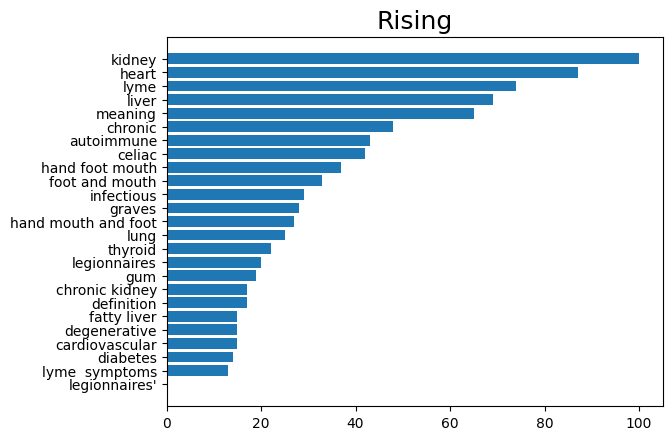 Rising
kidney
heart
lyme
liver
meaning
chronic
autoimmune
celiac
hand foot mouth
foot and mouth
infectious
graves
hand mouth and foot
lung
thyroid
legionnaires
gum
chronic kidney
definition
fatty liver
degenerative
cardiovascular
diabetes
lyme  symptoms
legionnaires'
0 20 40 60 80 100